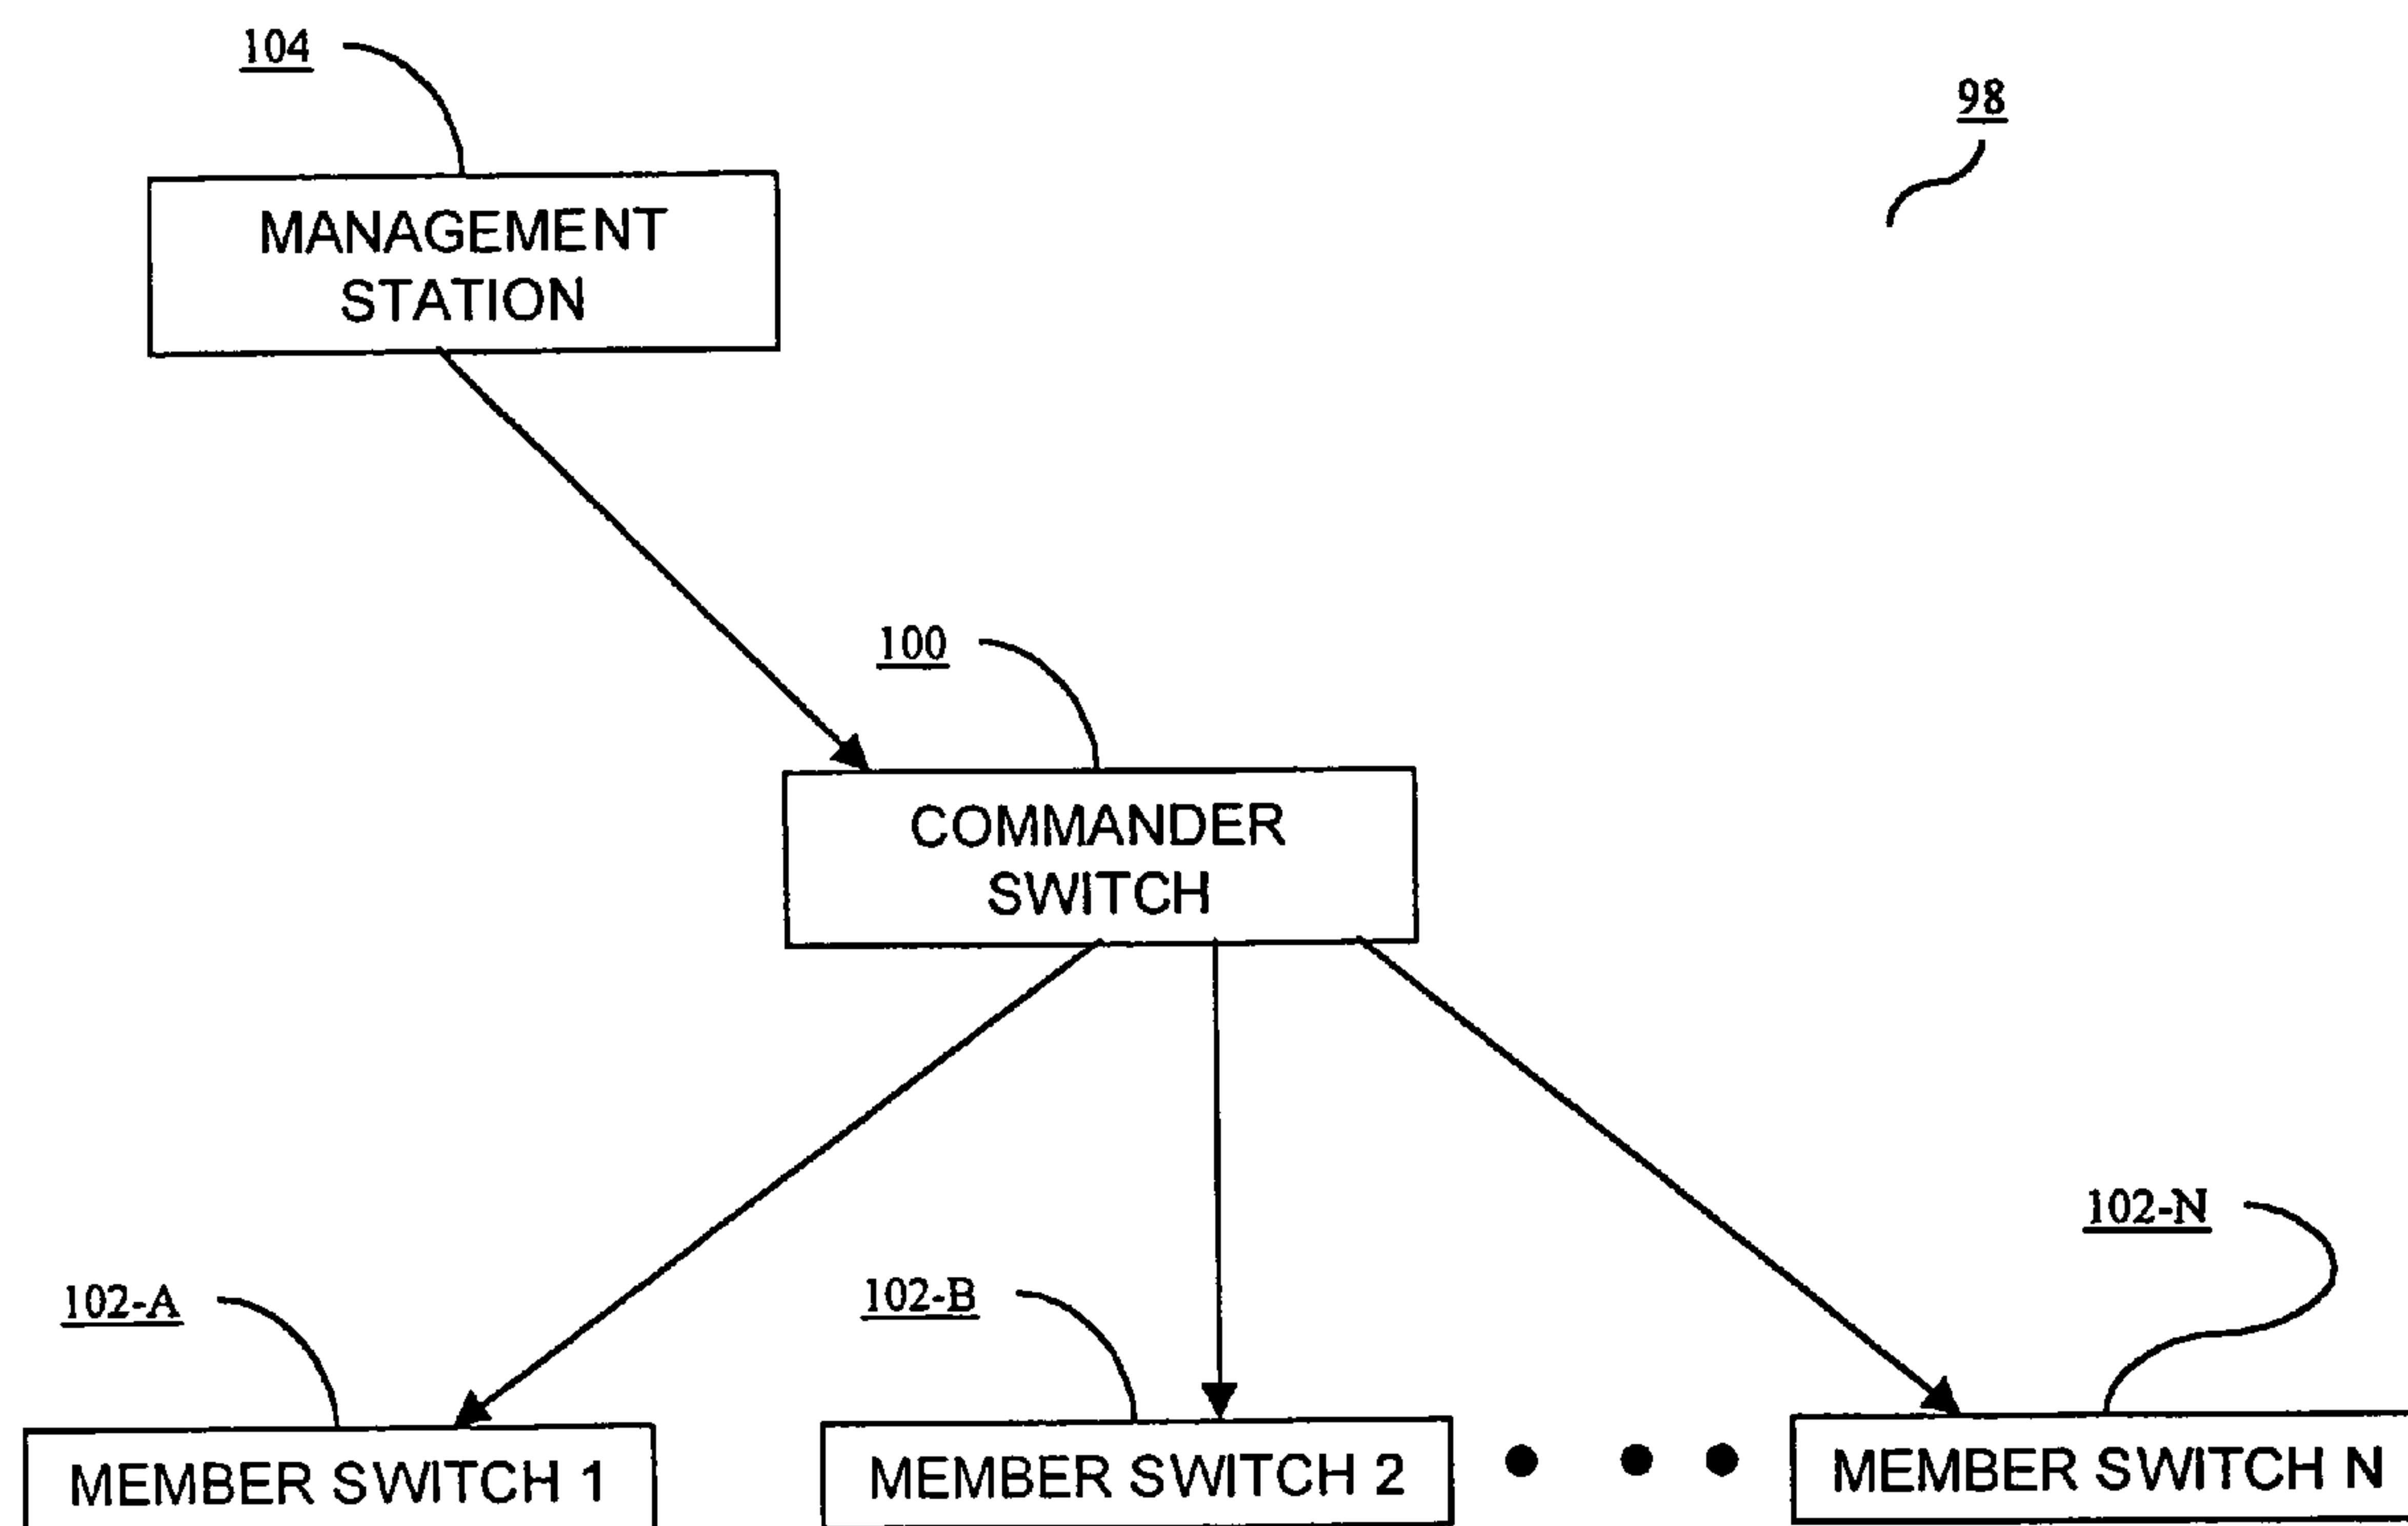 104
98
MANAGEMENT
STATION
100
COMMANDER
SWITCH
102-N
102-A
102-B
MEMBER SWITCH 1
MEMBER SWITCH 2
MEMBER SWITCH N